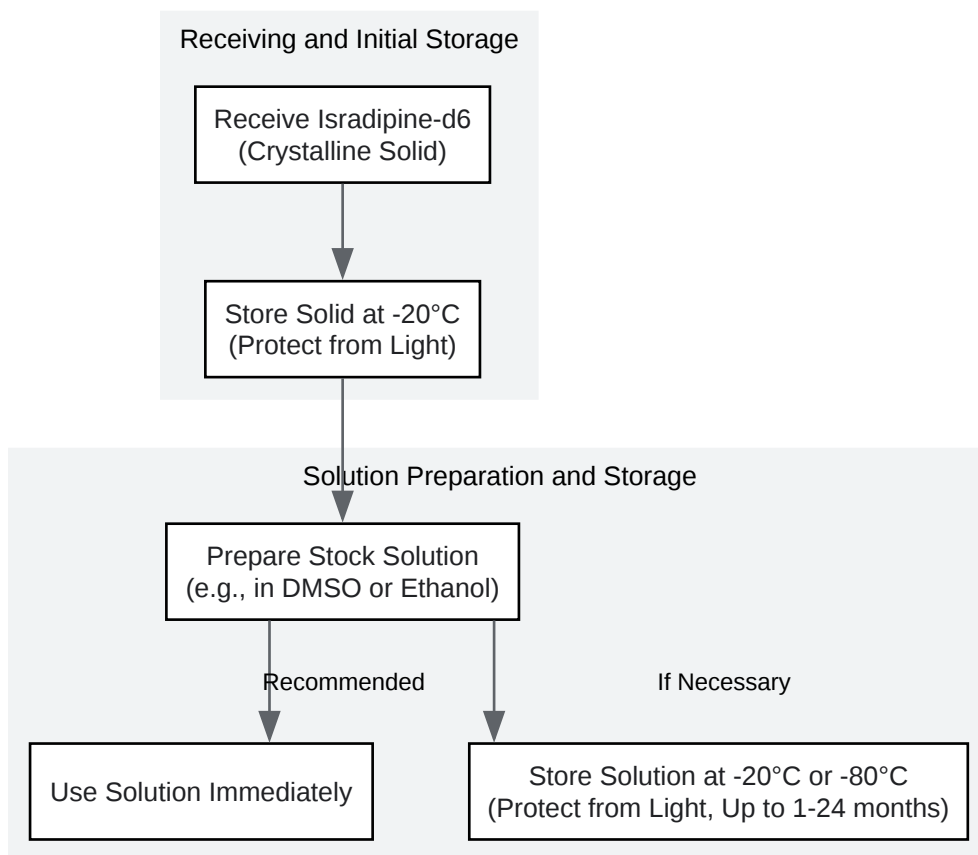 Receiving and Initial Storage
Receive Isradipine-d6
(Crystalline Solid)
Store Solid at -20°C
(Protect from Light)
Solution Preparation and Storage
Prepare Stock Solution
(e.g., in DMSO or Ethanol)
Recommended
If Necessary
Use Solution Immediately
Store Solution at -20°C or -80°C
(Protect from Light, Up to 1-24 months)